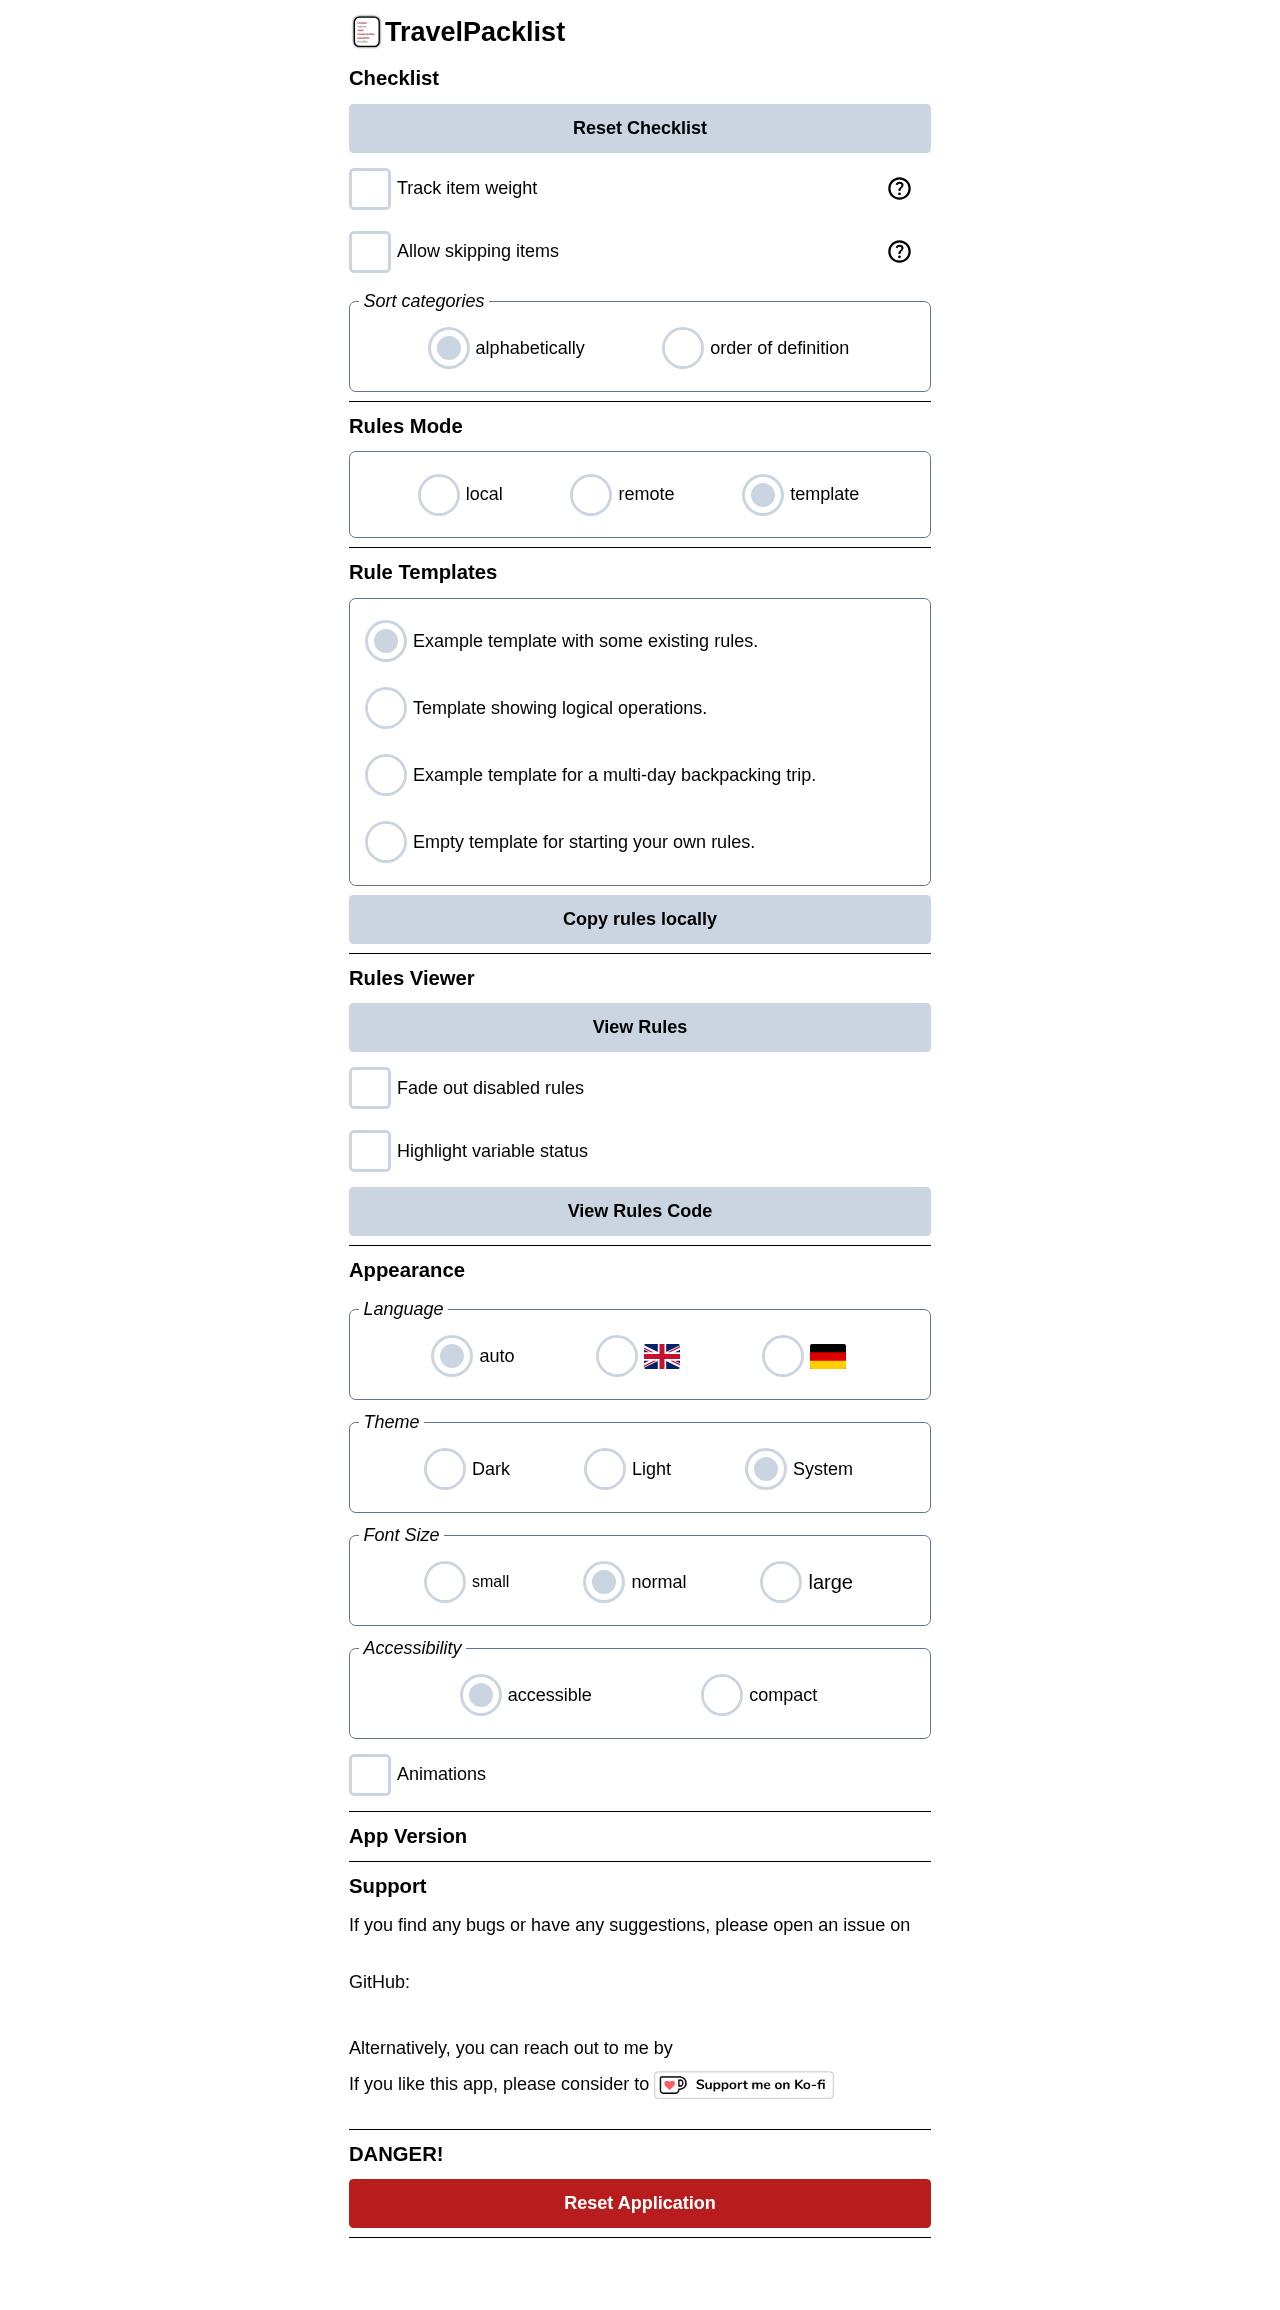 TravelPacklist
Checklist
Reset Checklist
Track item weight
Allow skipping items
Sort categories
alphabetically order of definition
Rules Mode
local remote template
Rule Templates
Example template with some existing rules.
Template showing logical operations.
Example template for a multi-day backpacking trip.
Empty template for starting your own rules.
Copy rules locally
Rules Viewer
View Rules
Fade out disabled rules
Highlight variable status
View Rules Code
Appearance
Language
auto
Theme
Dark Light System
Font Size
small normal large
Accessibility
accessible compact
Animations
App Version
Support
If you find any bugs or have any suggestions, please open an issue on
GitHub:
Alternatively, you can reach out to me by
If you like this app, please consider to Support me on Ko-fi
DANGER!
Reset Application